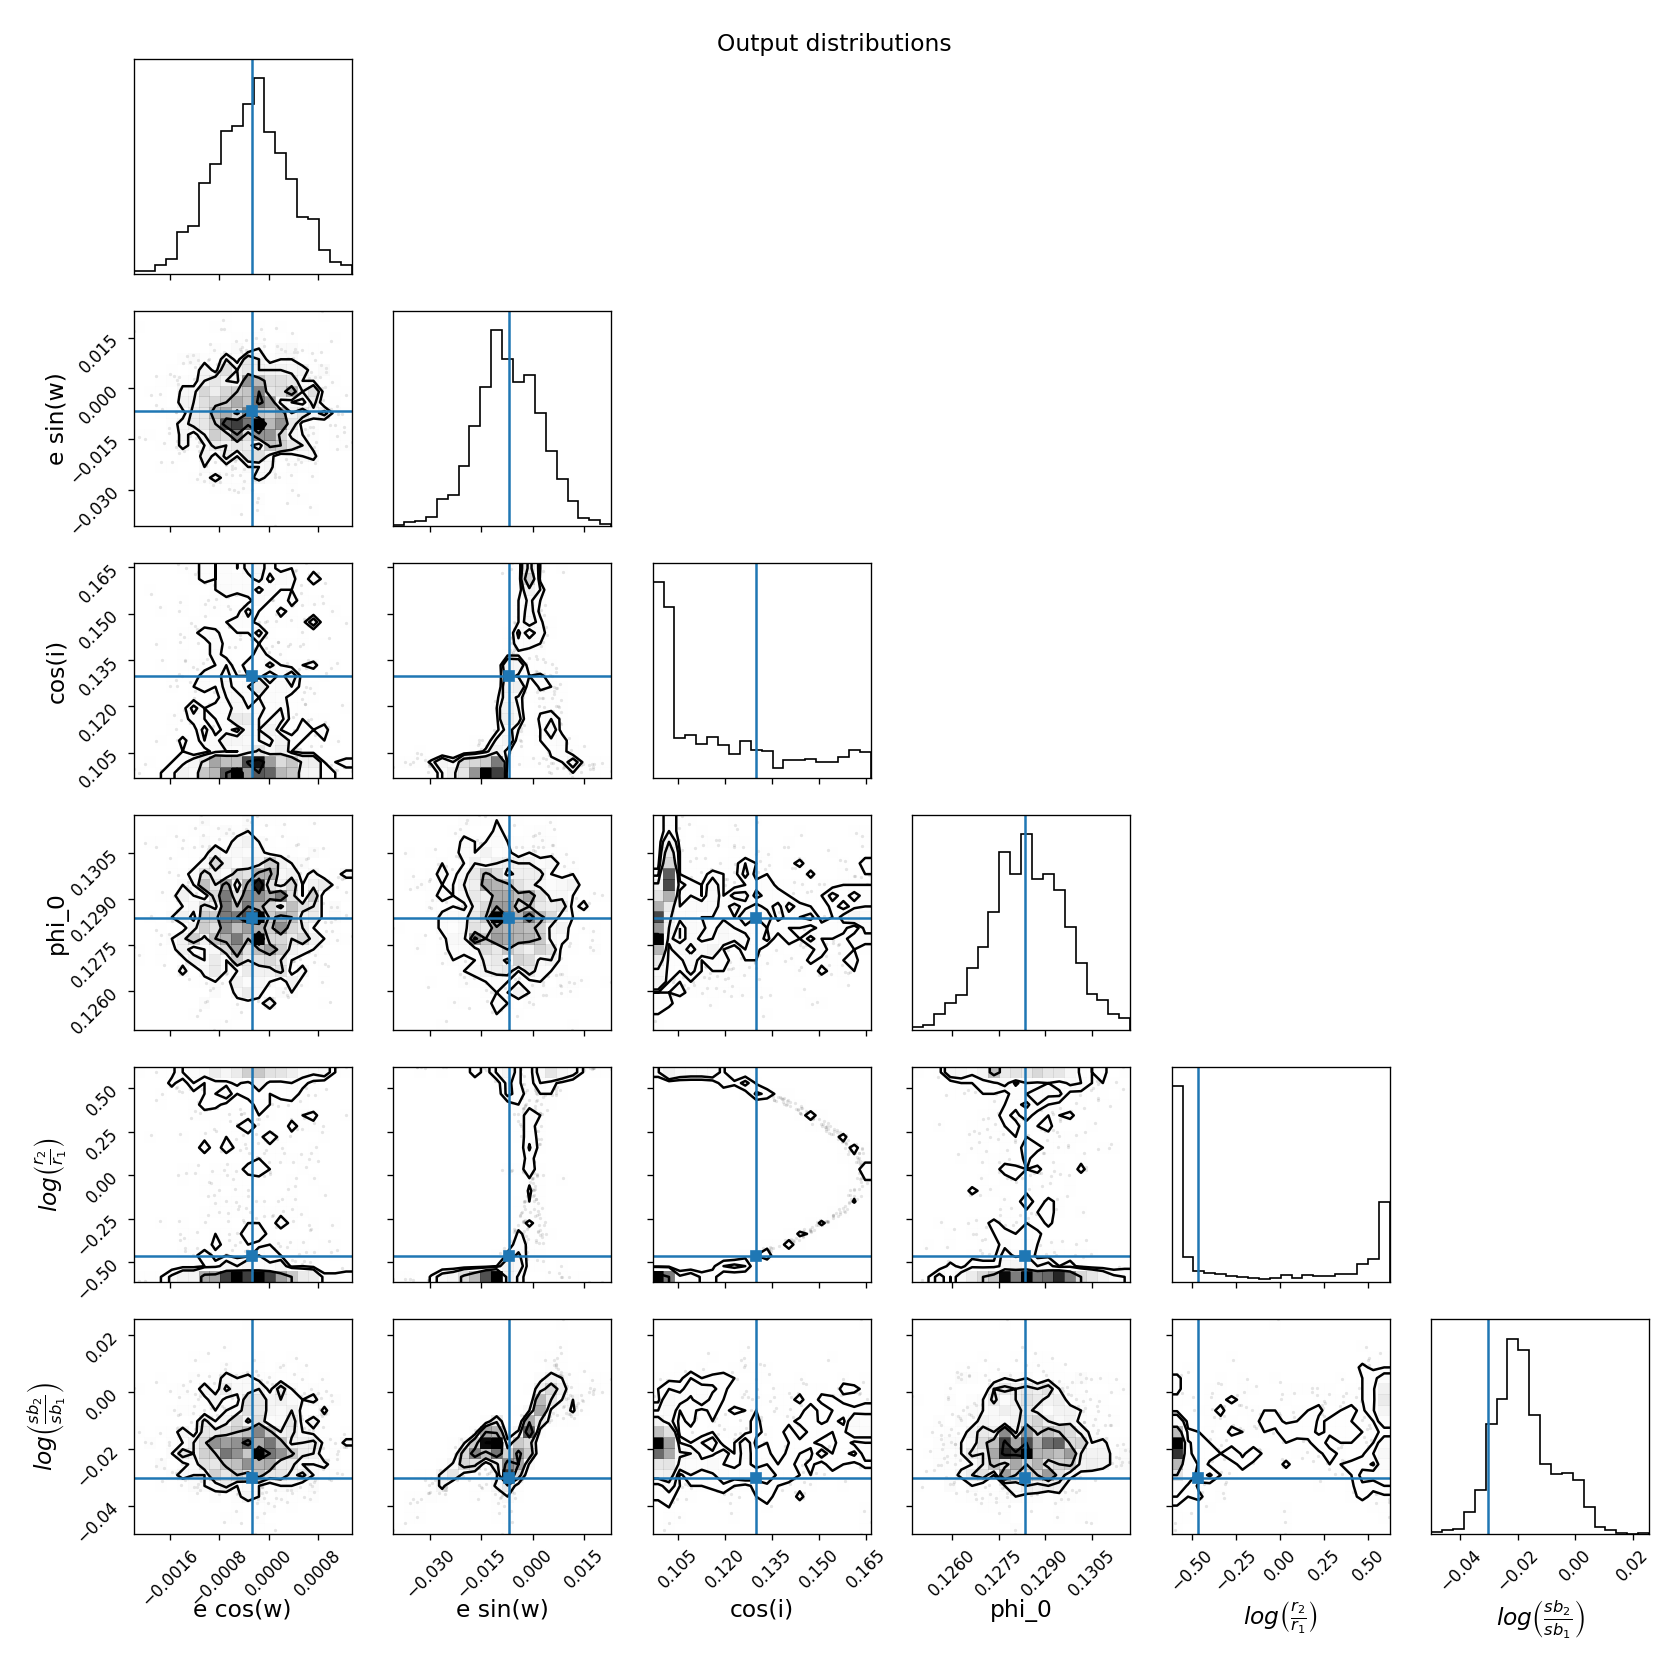 Output distributions
0.015
0.000
−0.015
−0.030
e sin(w)
0.165
0.150
0.135
0.120
0.105
cos(i)
0.1305
0.1290
0.1275
0.1260
phi_0
0.50
0.25
0.00
−0.25
−0.50
log(r₂/r₁)
0.02
0.00
−0.02
−0.04
log(sb₂/sb₁)
−0.0016 −0.0008 0.0000 0.0008 −0.030 −0.015 0.000 0.015 0.105 0.120 0.135 0.150 0.165 0.1260 0.1275 0.1290 0.1305 −0.50 −0.25 0.00 0.25 0.50 −0.04 −0.02 0.00 0.02
e cos(w) e sin(w) cos(i) phi_0 log(r₂/r₁) log(sb₂/sb₁)